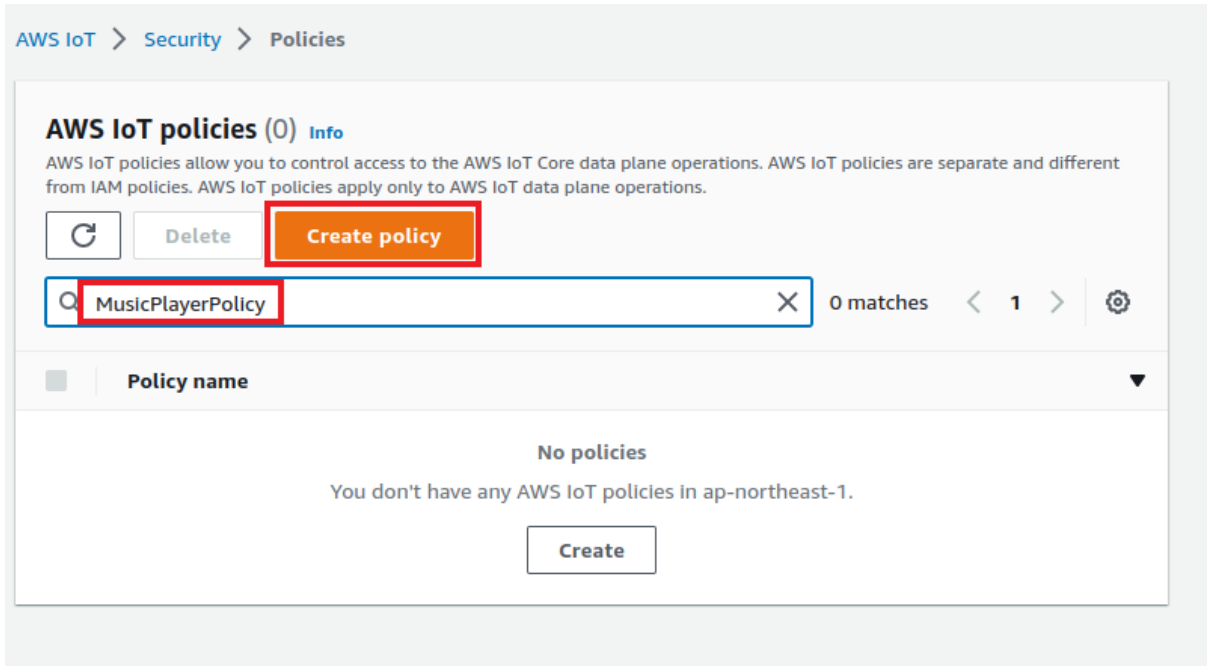 AWS IoT > Security > Policies
AWS IoT policies (0) Info
AWS IoT policies allow you to control access to the AWS IoT Core data plane operations. AWS IoT policies are separate and different
from IAM policies. AWS IoT policies apply only to AWS IoT data plane operations.
Delete Create policy
MusicPlayerPolicy 0 matches 1
Policy name
No policies
You don't have any AWS IoT policies in ap-northeast-1.
Create